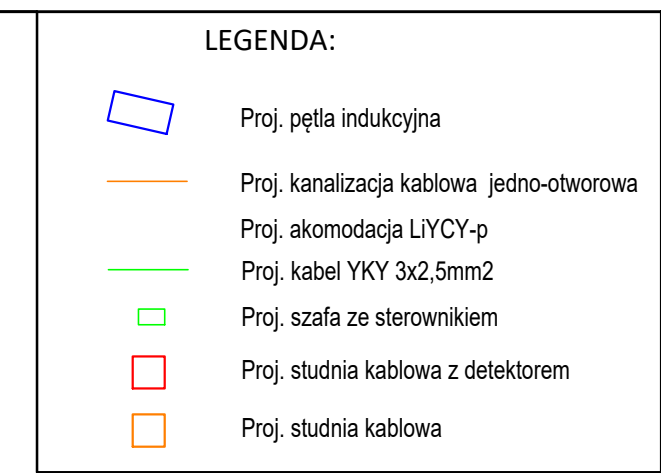 LEGENDA:
Proj. pętla indukcyjna
Proj. kanalizacja kablowa jedno-otworowa
Proj. akomodacja LiYCY-p
Proj. kabel YKY 3x2,5mm2
Proj. szafa ze sterownikiem
Proj. studnia kablowa z detektorem
Proj. studnia kablowa